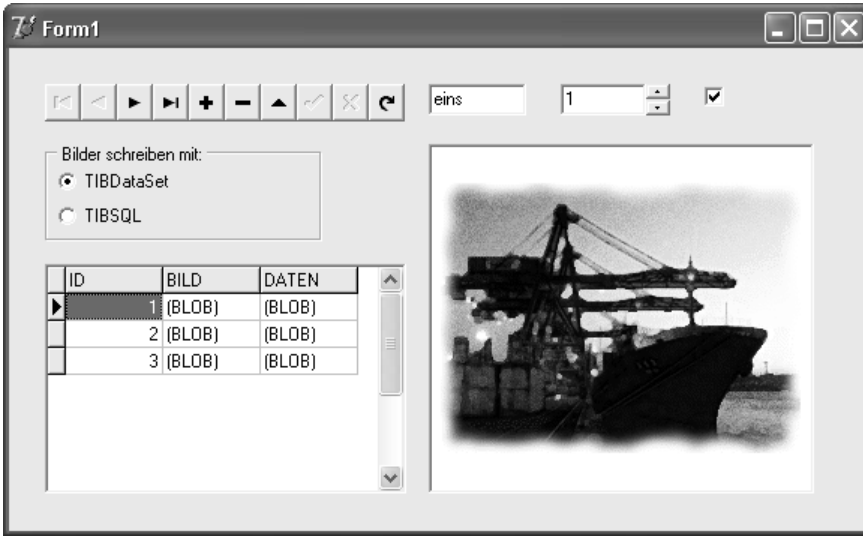 Form1
eins
1
Bilder schreiben mit:
TIBDataSet
TIBSQL
ID BILD DATEN
1 (BLOB) (BLOB)
2 (BLOB) (BLOB)
3 (BLOB) (BLOB)